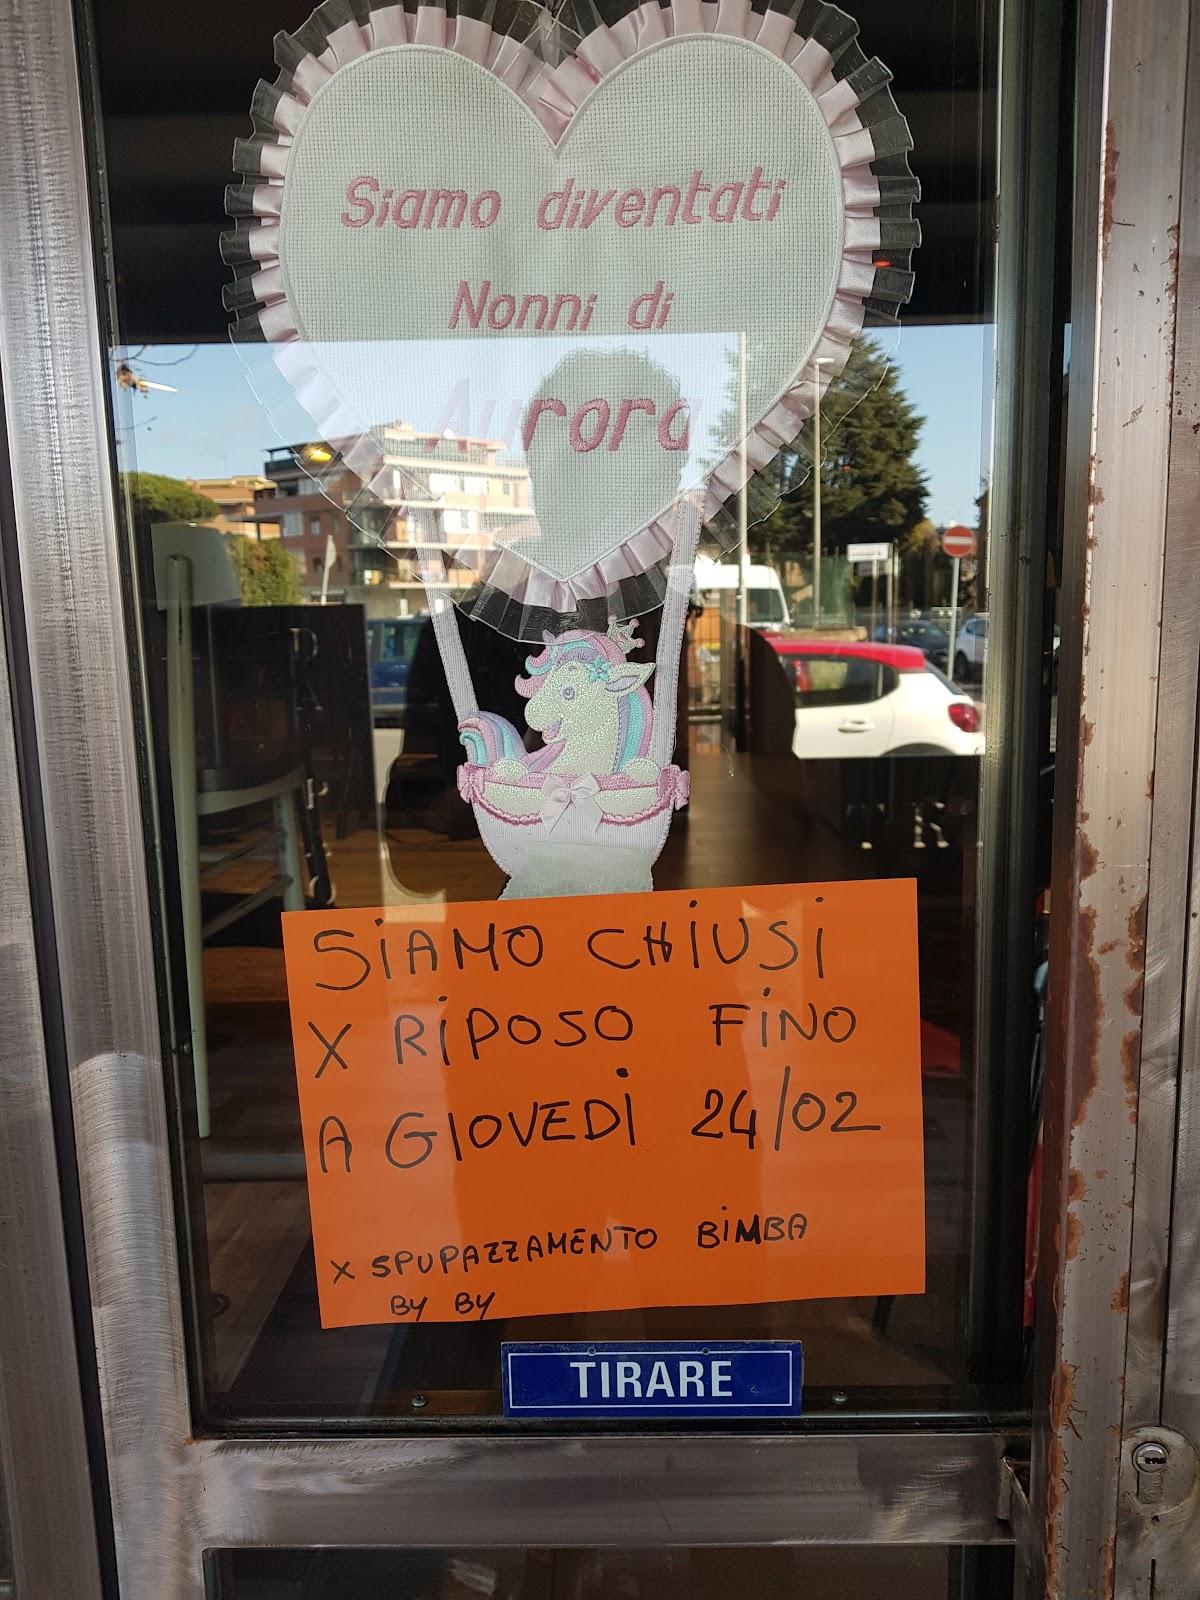 Siamo diventati
Nonni di
Aurora
SiAMO CHIUSi
X RiPOSO FiNO
A GIOVEDI 24/02
X SPUPAZZAMENTO BiMBA
BY BY
TIRARE